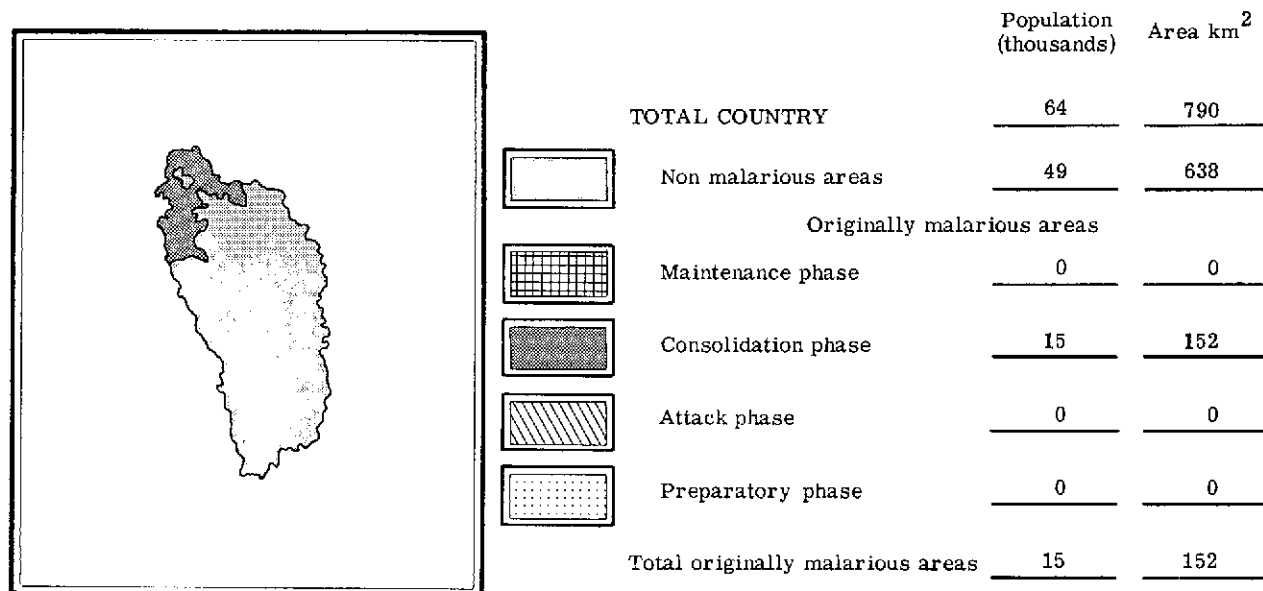 Population (thousands) Area km²
TOTAL COUNTRY 64 790
Non malarious areas 49 638
Originally malarious areas
Maintenance phase 0 0
Consolidation phase 15 152
Attack phase 0 0
Preparatory phase 0 0
Total originally malarious areas 15 152